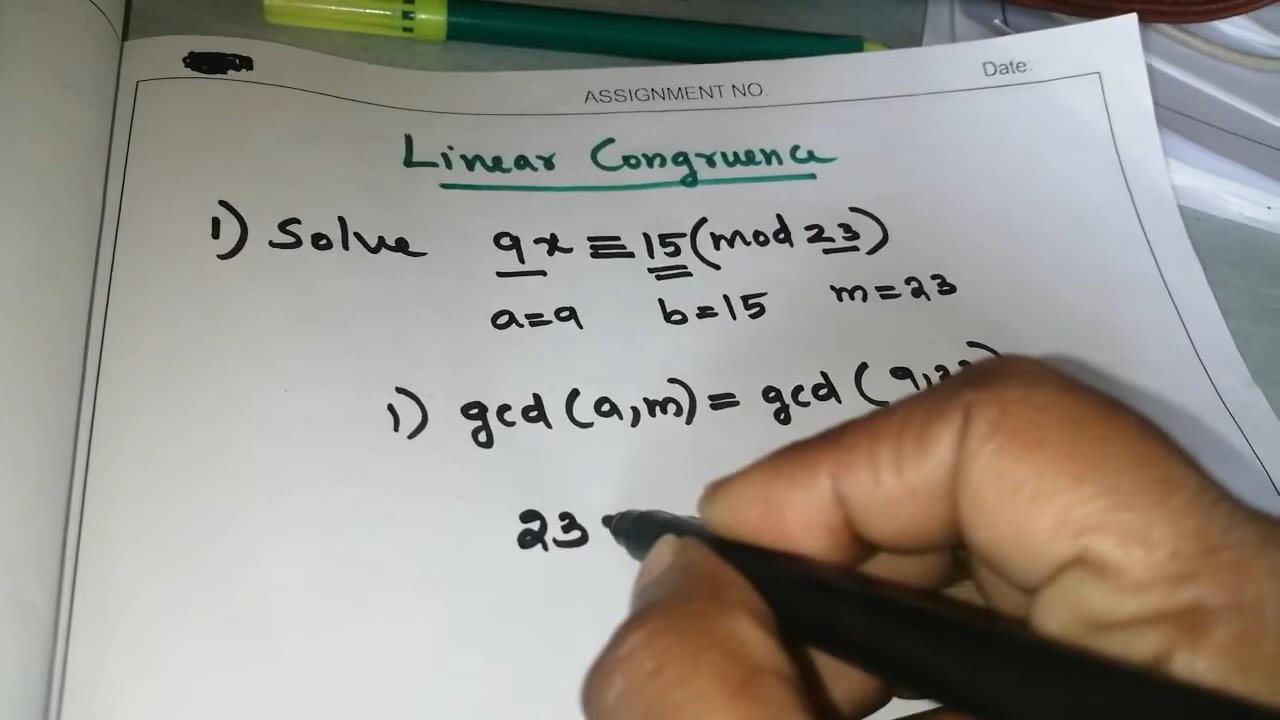 ASSIGNMENT NO.
Date:
Linear Congruence
1) Solve 9x ≡ 15(mod 23)
a=9 b=15 m=23
1) gcd (a,m) = gcd (9,
23